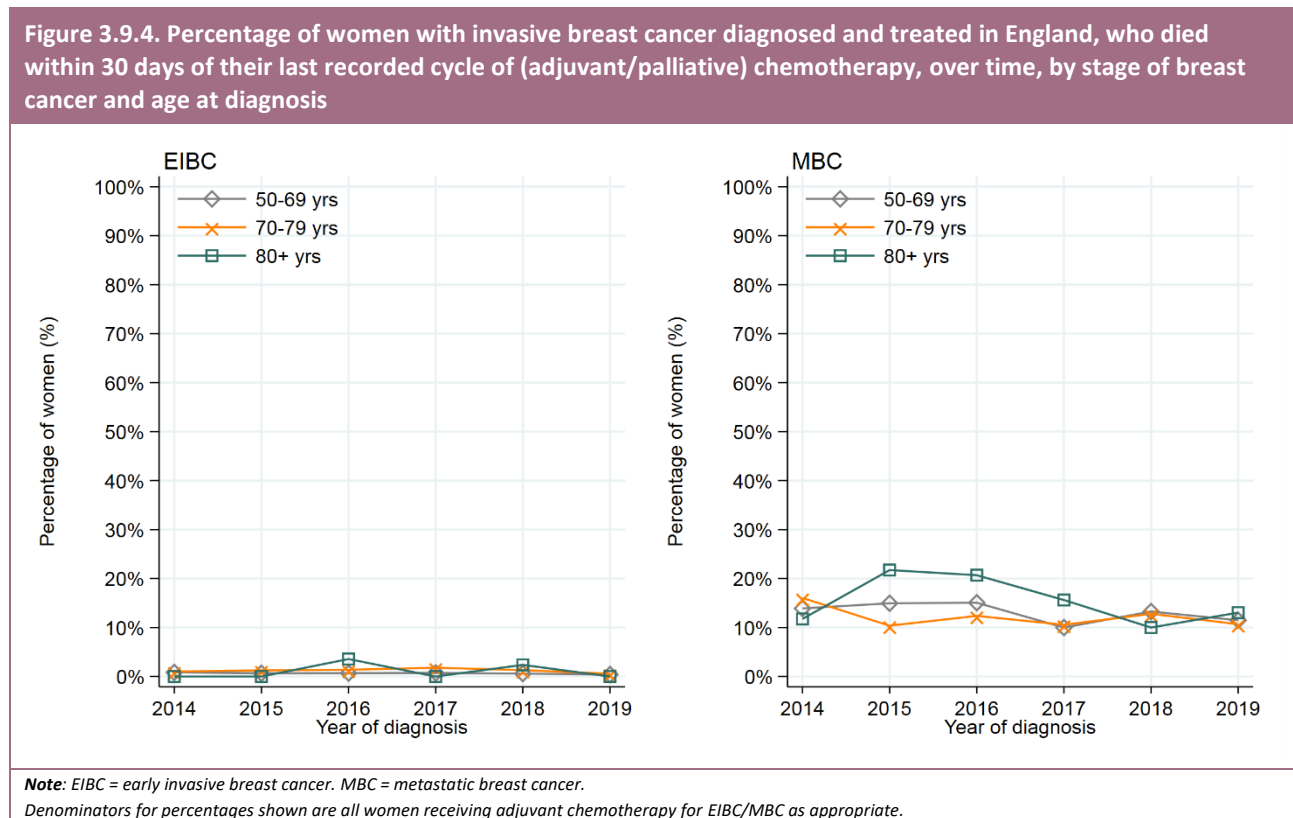 Figure 3.9.4. Percentage of women with invasive breast cancer diagnosed and treated in England, who died
within 30 days of their last recorded cycle of (adjuvant/palliative) chemotherapy, over time, by stage of breast
cancer and age at diagnosis
EIBC
50-69 yrs
70-79 yrs
80+ yrs
100%
90%
80%
70%
60%
50%
40%
30%
20%
10%
0%
Percentage of women (%)
2014 2015 2016 2017 2018 2019
Year of diagnosis
MBC
50-69 yrs
70-79 yrs
80+ yrs
100%
90%
80%
70%
60%
50%
40%
30%
20%
10%
0%
Percentage of women (%)
2014 2015 2016 2017 2018 2019
Year of diagnosis
Note: EIBC = early invasive breast cancer. MBC = metastatic breast cancer.
Denominators for percentages shown are all women receiving adjuvant chemotherapy for EIBC/MBC as appropriate.